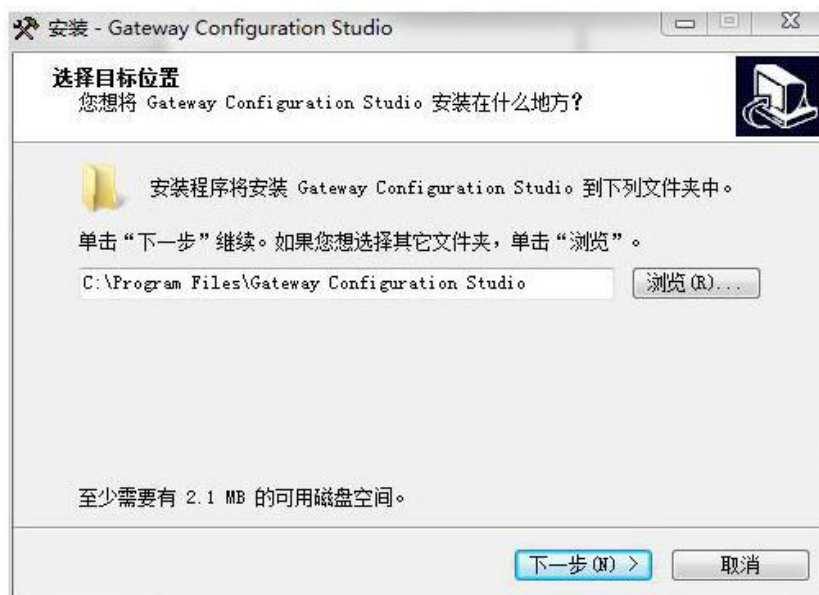 安装 - Gateway Configuration Studio
选择目标位置
您想将 Gateway Configuration Studio 安装在什么地方?
安装程序将安装 Gateway Configuration Studio 到下列文件夹中。
单击“下一步”继续。如果您想选择其它文件夹，单击“浏览”。
C:\Program Files\Gateway Configuration Studio
浏览(R)...
至少需要有 2.1 MB 的可用磁盘空间。
下一步(N) >
取消